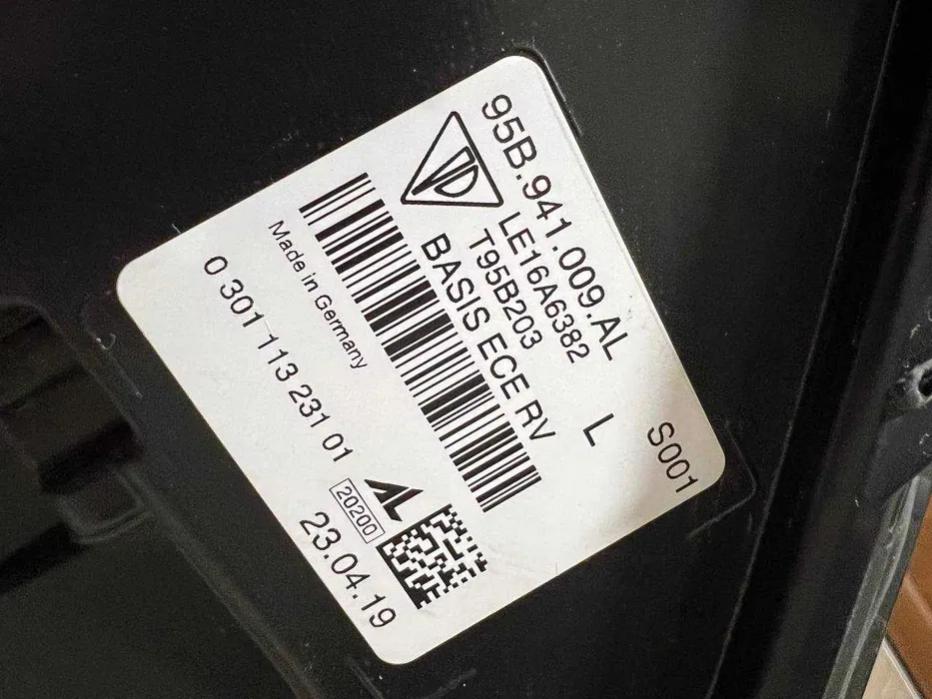 95B.941.009.AL
LE16A6382
T95B203
BASIS ECE RV
L
S001
Made in Germany
0 301 113 231 01
AL
20200
23.04.19